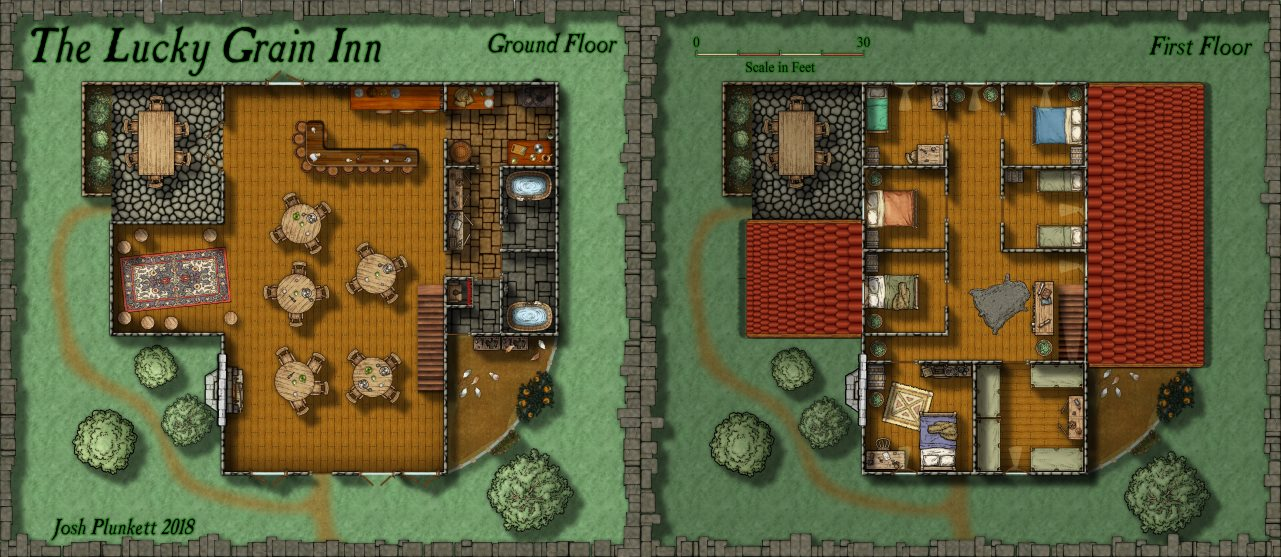 The Lucky Grain Inn
Ground Floor
0 30
Scale in Feet
First Floor
Josh Plunkett 2018